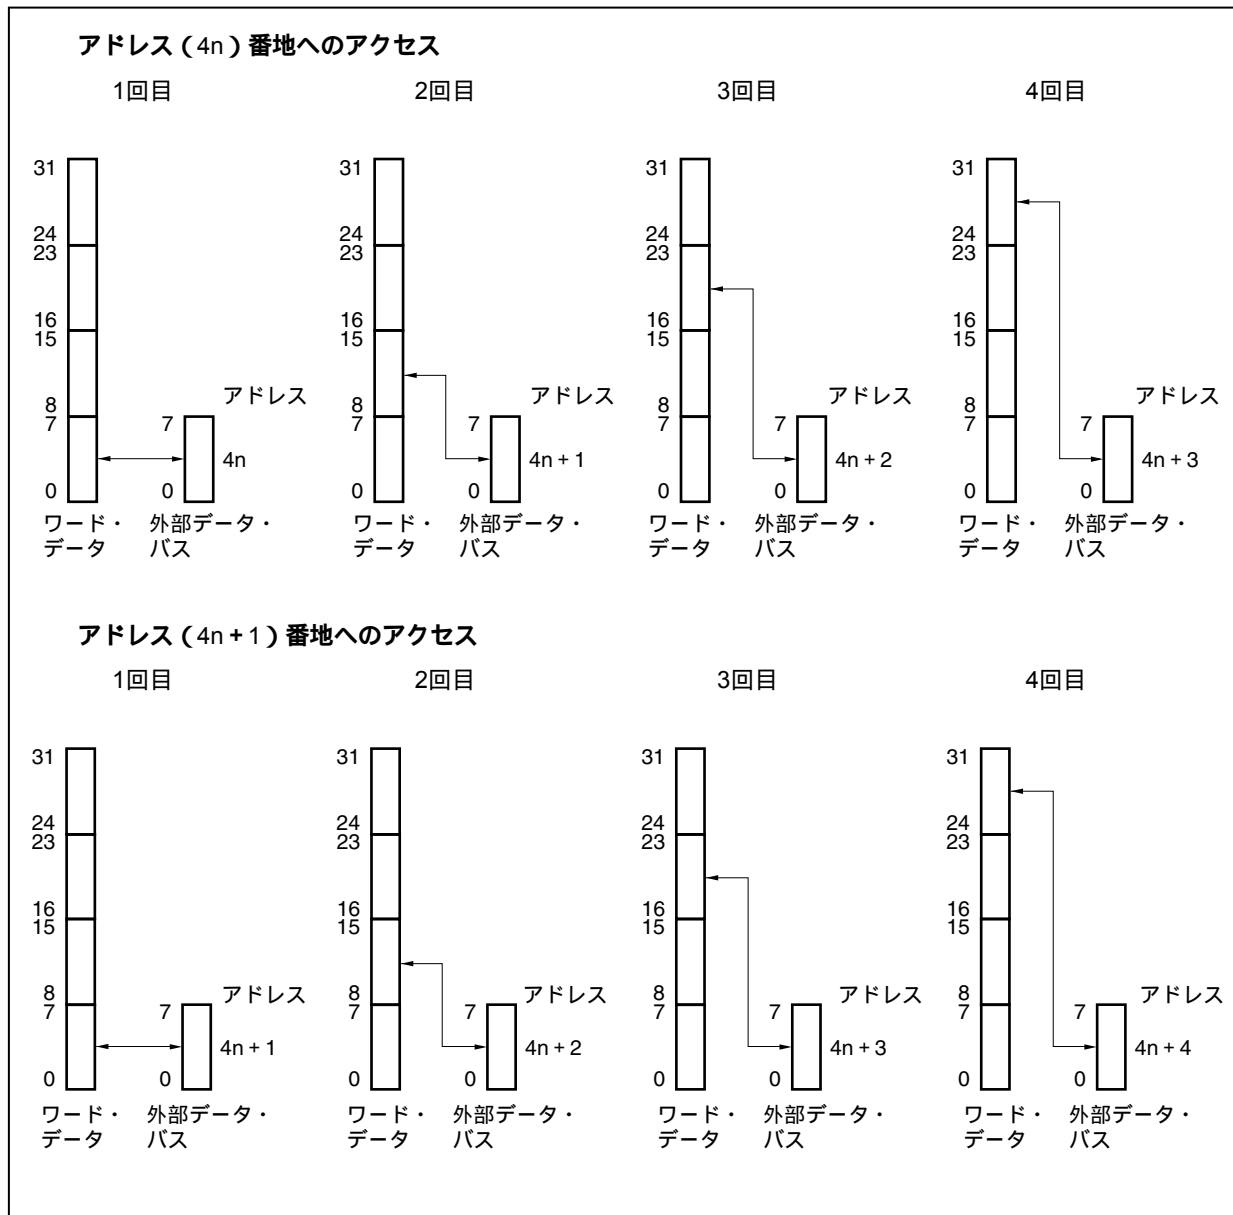 アドレス（4n）番地へのアクセス
1回目 2回目 3回目 4回目
31 31 31 31
24 24 24 24
23 23 23 23
16 16 16 16
15 15 15 15
アドレス アドレス アドレス アドレス
8 8 8 8
7 7 7 7 7 7 7 7
4n 4n + 1 4n + 2 4n + 3
0 0 0 0 0 0 0 0
ワード・ 外部データ・ ワード・ 外部データ・ ワード・ 外部データ・ ワード・ 外部データ・
データ バス データ バス データ バス データ バス
アドレス（4n + 1）番地へのアクセス
1回目 2回目 3回目 4回目
31 31 31 31
24 24 24 24
23 23 23 23
16 16 16 16
15 15 15 15
8 アドレス 8 アドレス 8 アドレス 8 アドレス
7 7 7 7 7 7 7 7
4n + 1 4n + 2 4n + 3 4n + 4
0 0 0 0 0 0 0 0
ワード・ 外部データ・ ワード・ 外部データ・ ワード・ 外部データ・ ワード・ 外部データ・
データ バス データ バス データ バス データ バス